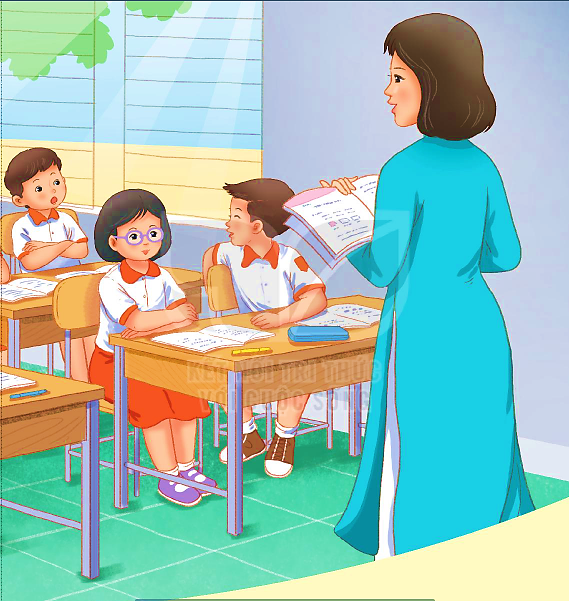 KẾT NỐI TRI THỨC
VỚI CUỘC SỐNG